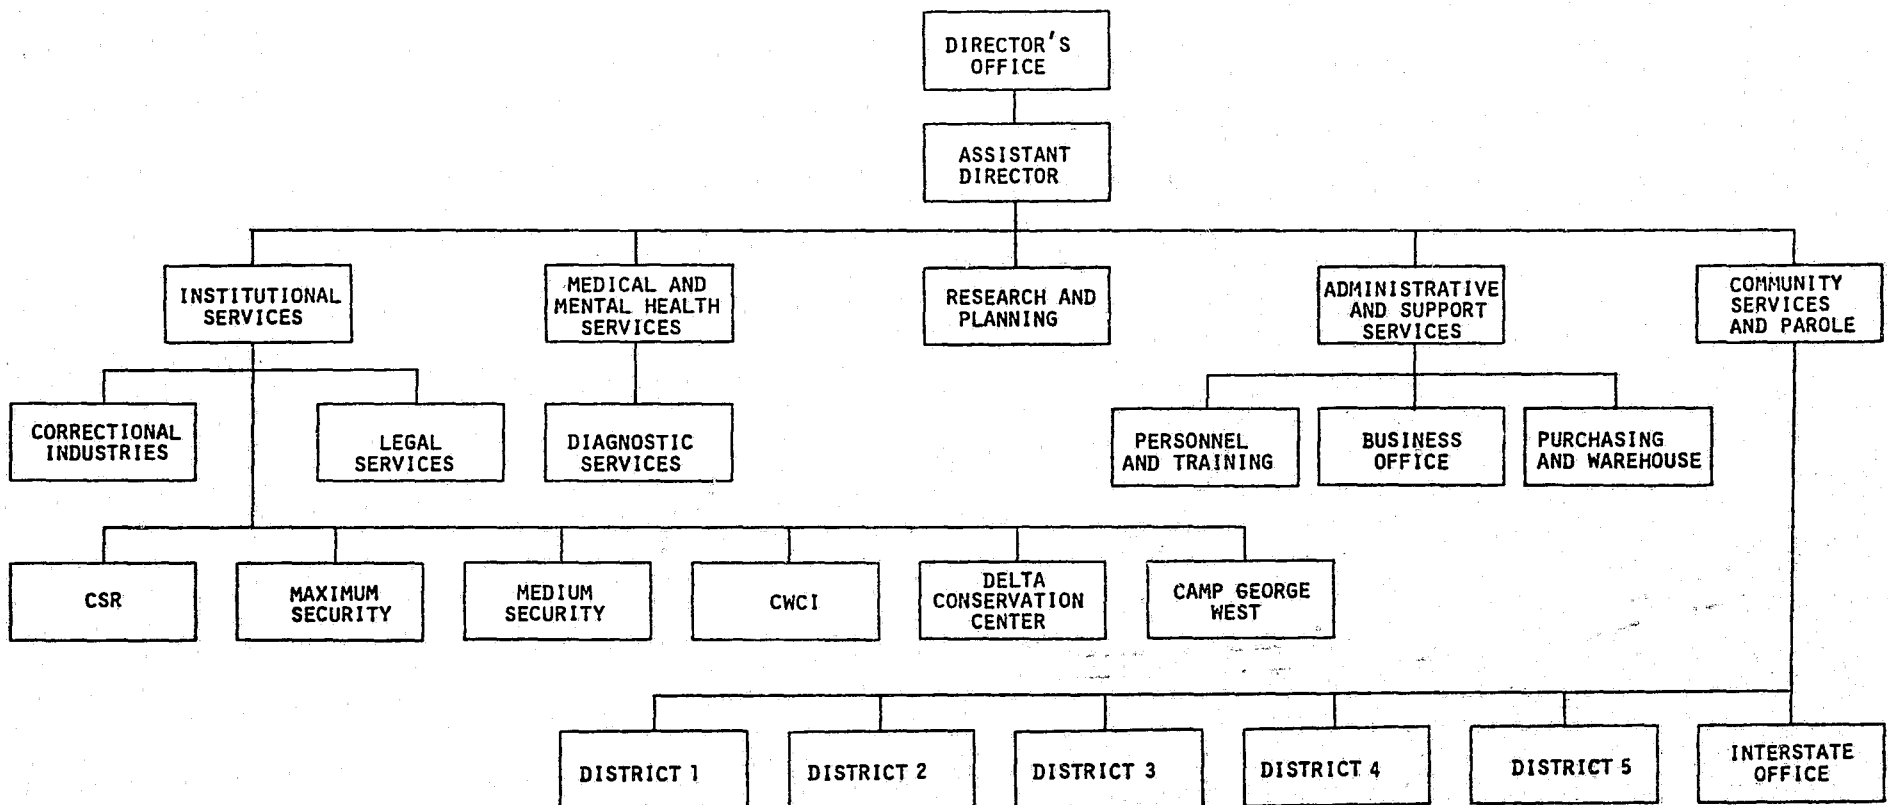 DIRECTOR'S
OFFICE
ASSISTANT
DIRECTOR
INSTITUTIONAL
SERVICES
MEDICAL AND
MENTAL HEALTH
SERVICES
RESEARCH AND
PLANNING
ADMINISTRATIVE
AND SUPPORT
SERVICES
COMMUNITY
SERVICES
AND PAROLE
CORRECTIONAL
INDUSTRIES
LEGAL
SERVICES
DIAGNOSTIC
SERVICES
PERSONNEL
AND TRAINING
BUSINESS
OFFICE
PURCHASING
AND WAREHOUSE
CSR
MAXIMUM
SECURITY
MEDIUM
SECURITY
CWCI
DELTA
CONSERVATION
CENTER
CAMP GEORGE
WEST
DISTRICT 1
DISTRICT 2
DISTRICT 3
DISTRICT 4
DISTRICT 5
INTERSTATE
OFFICE